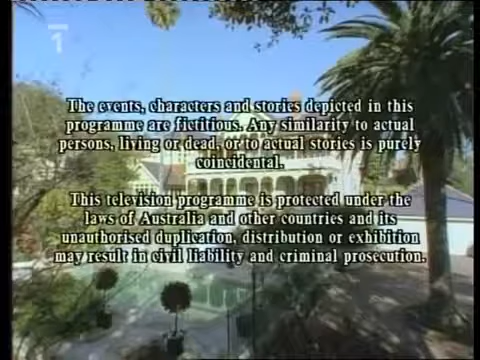 1
The events, characters and stories depicted in this
programme are fictitious. Any similarity to actual
persons, living or dead, or to actual stories is purely
coincidental.
This television programme is protected under the
laws of Australia and other countries and its
unauthorised duplication, distribution or exhibition
may result in civil liability and criminal prosecution.